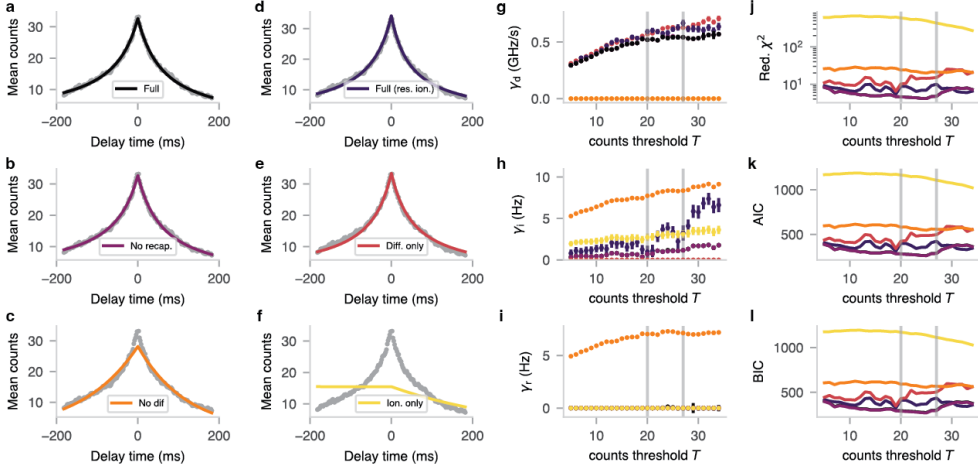 a
Mean counts
30
20
10
Full
−200
0
200
Delay time (ms)
b
Mean counts
30
20
10
No recap.
−200
0
200
Delay time (ms)
c
Mean counts
30
20
10
No dif
−200
0
200
Delay time (ms)
d
Mean counts
30
20
10
Full (res. ion.)
−200
0
200
Delay time (ms)
e
Mean counts
30
20
10
Diff. only
−200
0
200
Delay time (ms)
f
Mean counts
30
20
10
Ion. only
−200
0
200
Delay time (ms)
g
γd (GHz/s)
0.5
0.0
10
20
30
counts threshold T
h
γi (Hz)
10
5
0
10
20
30
counts threshold T
i
γr (Hz)
5
0
10
20
30
counts threshold T
j
Red. χ²
10²
10¹
10
20
30
counts threshold T
k
AIC
1000
500
10
20
30
counts threshold T
l
BIC
1000
500
10
20
30
counts threshold T